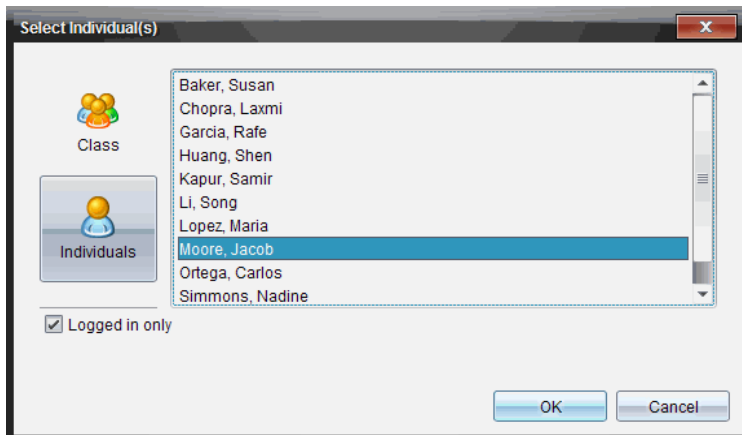 Select Individual(s)
Class
Individuals
Logged in only
Baker, Susan
Chopra, Laxmi
Garcia, Rafe
Huang, Shen
Kapur, Samir
Li, Song
Lopez, Maria
Moore, Jacob
Ortega, Carlos
Simmons, Nadine
OK
Cancel